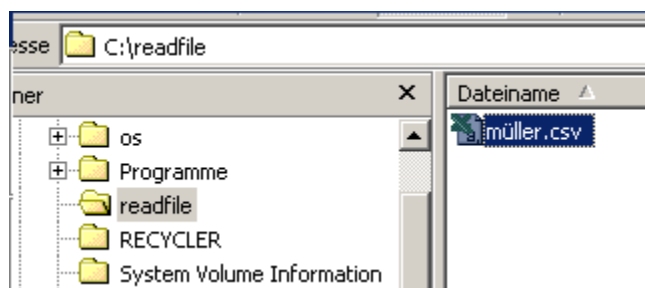 esse C:\readfile
ner
Dateiname
os
müller.csv
Programme
readfile
RECYCLER
System Volume Information